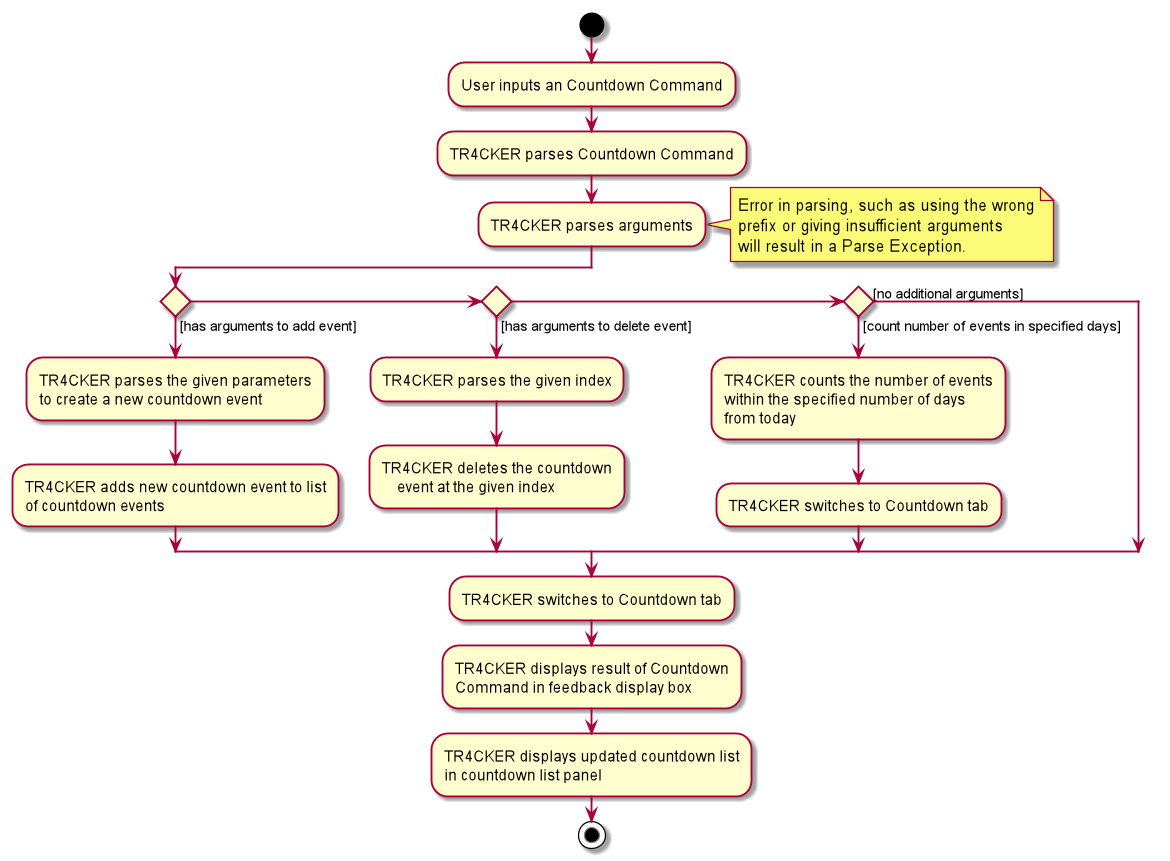 User inputs an Countdown Command
TR4CKER parses Countdown Command
TR4CKER parses arguments
Error in parsing, such as using the wrong
prefix or giving insufficient arguments
will result in a Parse Exception.
[has arguments to add event]
TR4CKER parses the given parameters
to create a new countdown event
TR4CKER adds new countdown event to list
of countdown events
[has arguments to delete event]
TR4CKER parses the given index
TR4CKER deletes the countdown
event at the given index
[no additional arguments]
[count number of events in specified days]
TR4CKER counts the number of events
within the specified number of days
from today
TR4CKER switches to Countdown tab
TR4CKER switches to Countdown tab
TR4CKER displays result of Countdown
Command in feedback display box
TR4CKER displays updated countdown list
in countdown list panel